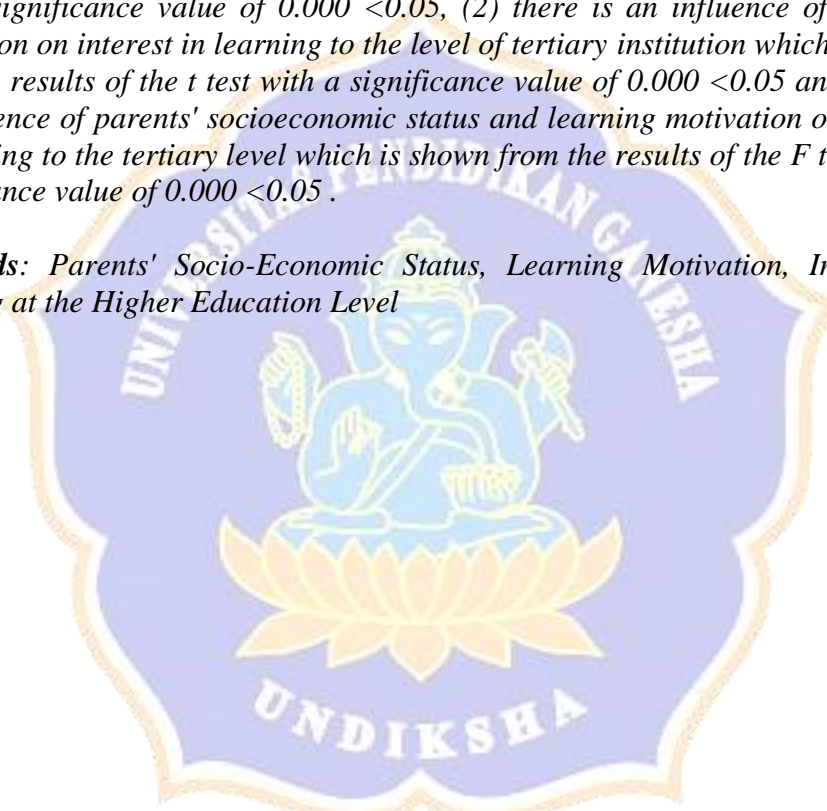 significance value of 0.000 <0.05, (2) there is an influence of
on on interest in learning to the level of tertiary institution which
results of the t test with a significance value of 0.000 <0.05 an
ence of parents' socioeconomic status and learning motivation o
ing to the tertiary level which is shown from the results of the F t
ance value of 0.000 <0.05 .
ds: Parents' Socio-Economic Status, Learning Motivation, In
at the Higher Education Level
UNIVERSITAS PENDIDIKAN GANESHA
UNDIKSHA